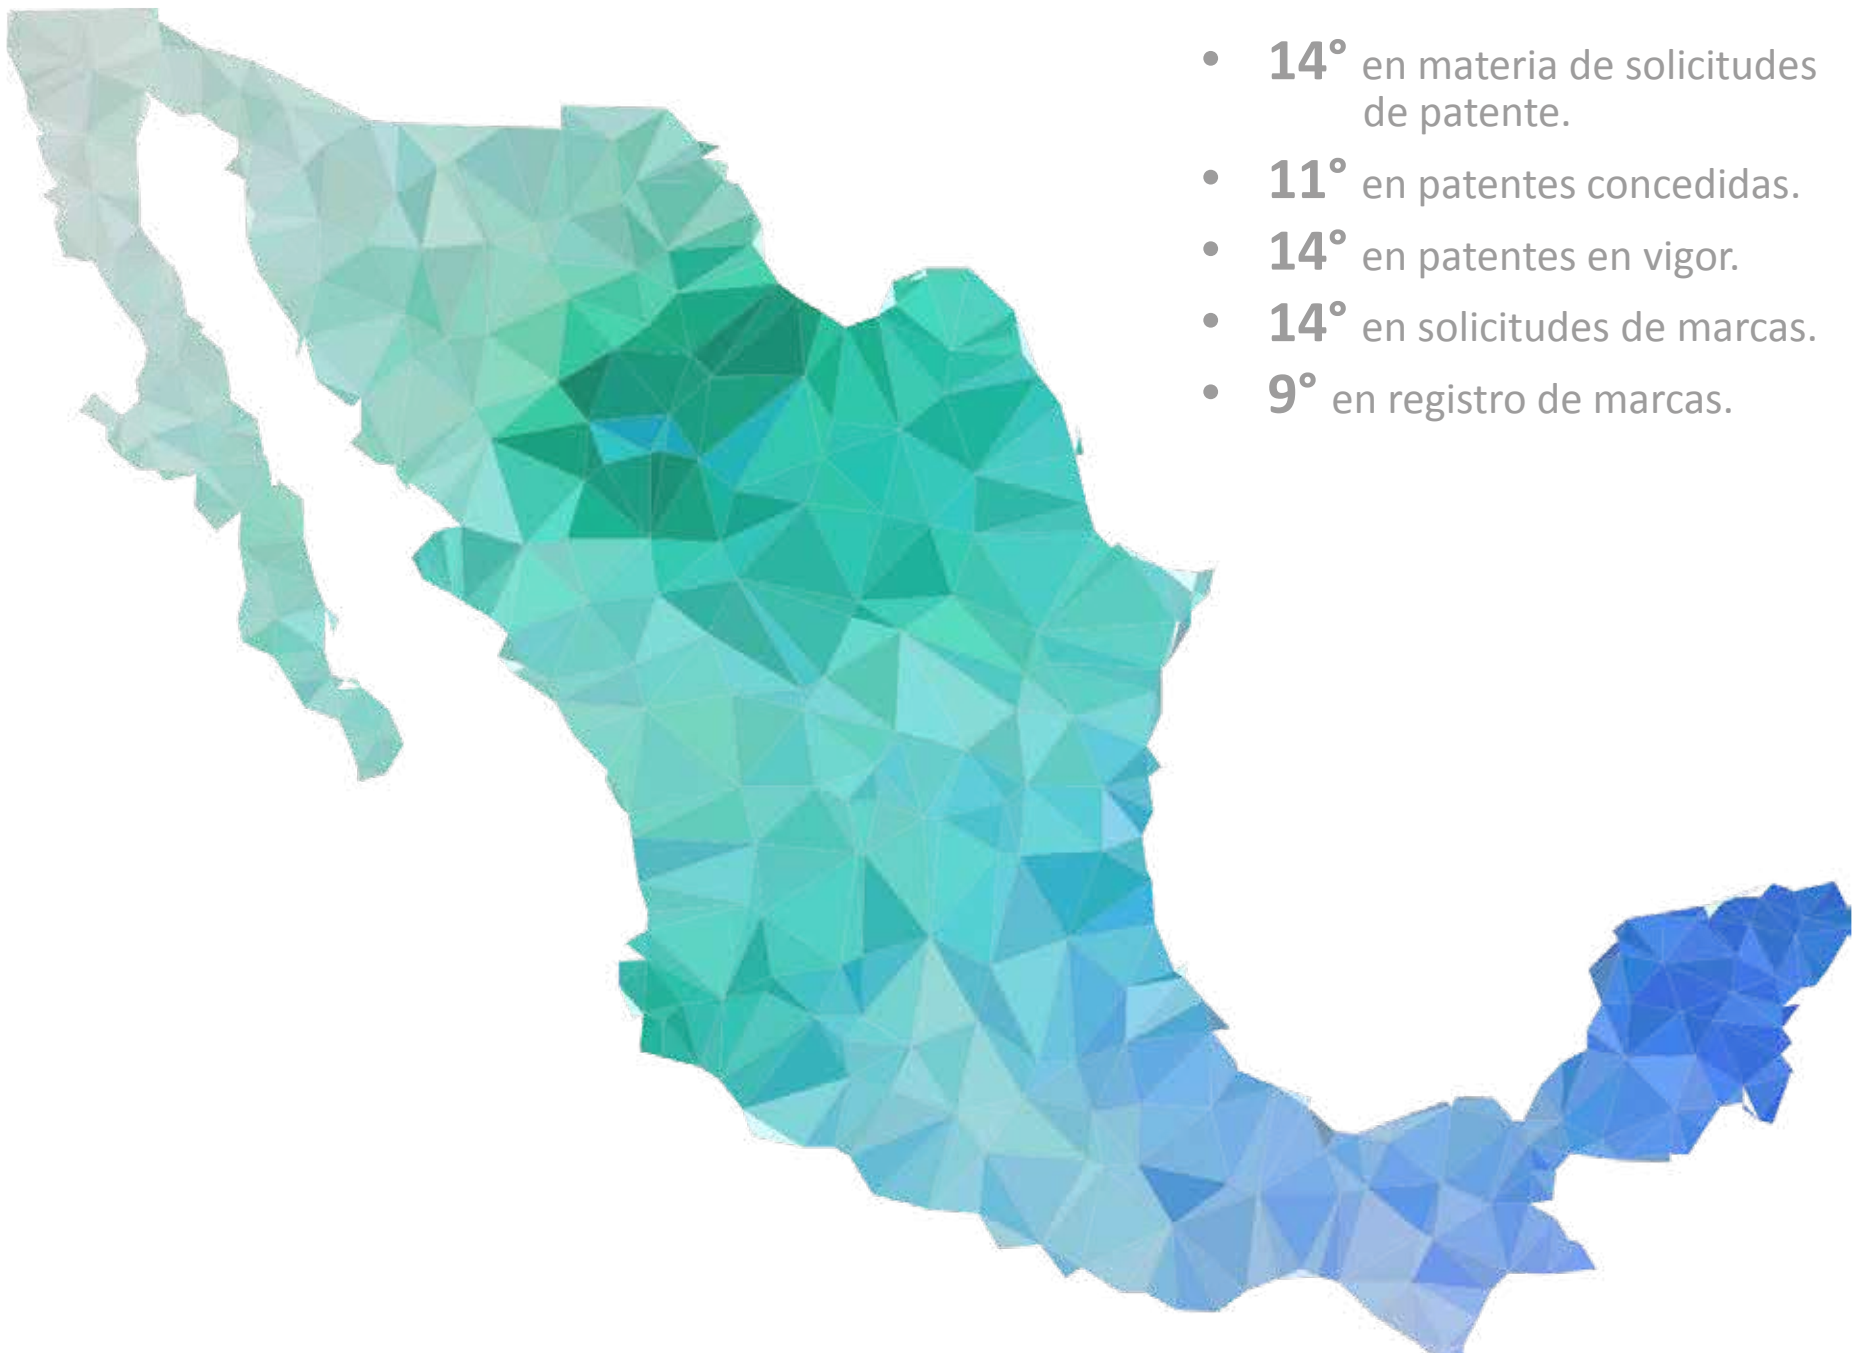 • 14° en materia de solicitudes
de patente.
• 11° en patentes concedidas.
• 14° en patentes en vigor.
• 14° en solicitudes de marcas.
• 9° en registro de marcas.